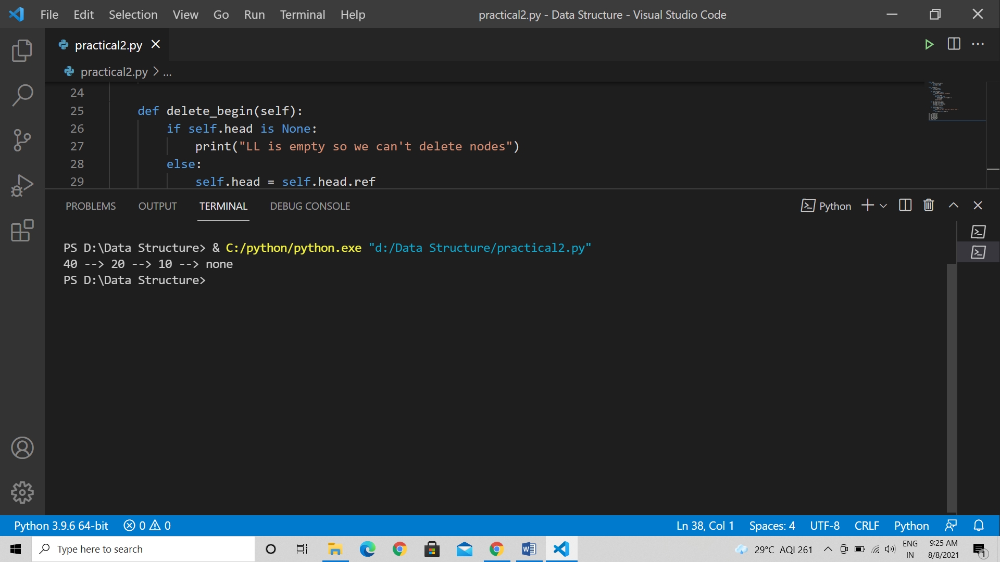 File Edit Selection View Go Run Terminal Help practical2.py - Data Structure - Visual Studio Code
practical2.py
practical2.py > ...
24
25 def delete_begin(self):
26 if self.head is None:
27 print("LL is empty so we can't delete nodes")
28 else:
29 self.head = self.head.ref
PROBLEMS OUTPUT TERMINAL DEBUG CONSOLE Python
PS D:\Data Structure> & C:/python/python.exe "d:/Data Structure/practical2.py"
40 --> 20 --> 10 --> none
PS D:\Data Structure>
Python 3.9.6 64-bit 0 0 Ln 38, Col 1 Spaces: 4 UTF-8 CRLF Python
Type here to search 29°C AQI 261 ENG IN 9:25 AM 8/8/2021 1